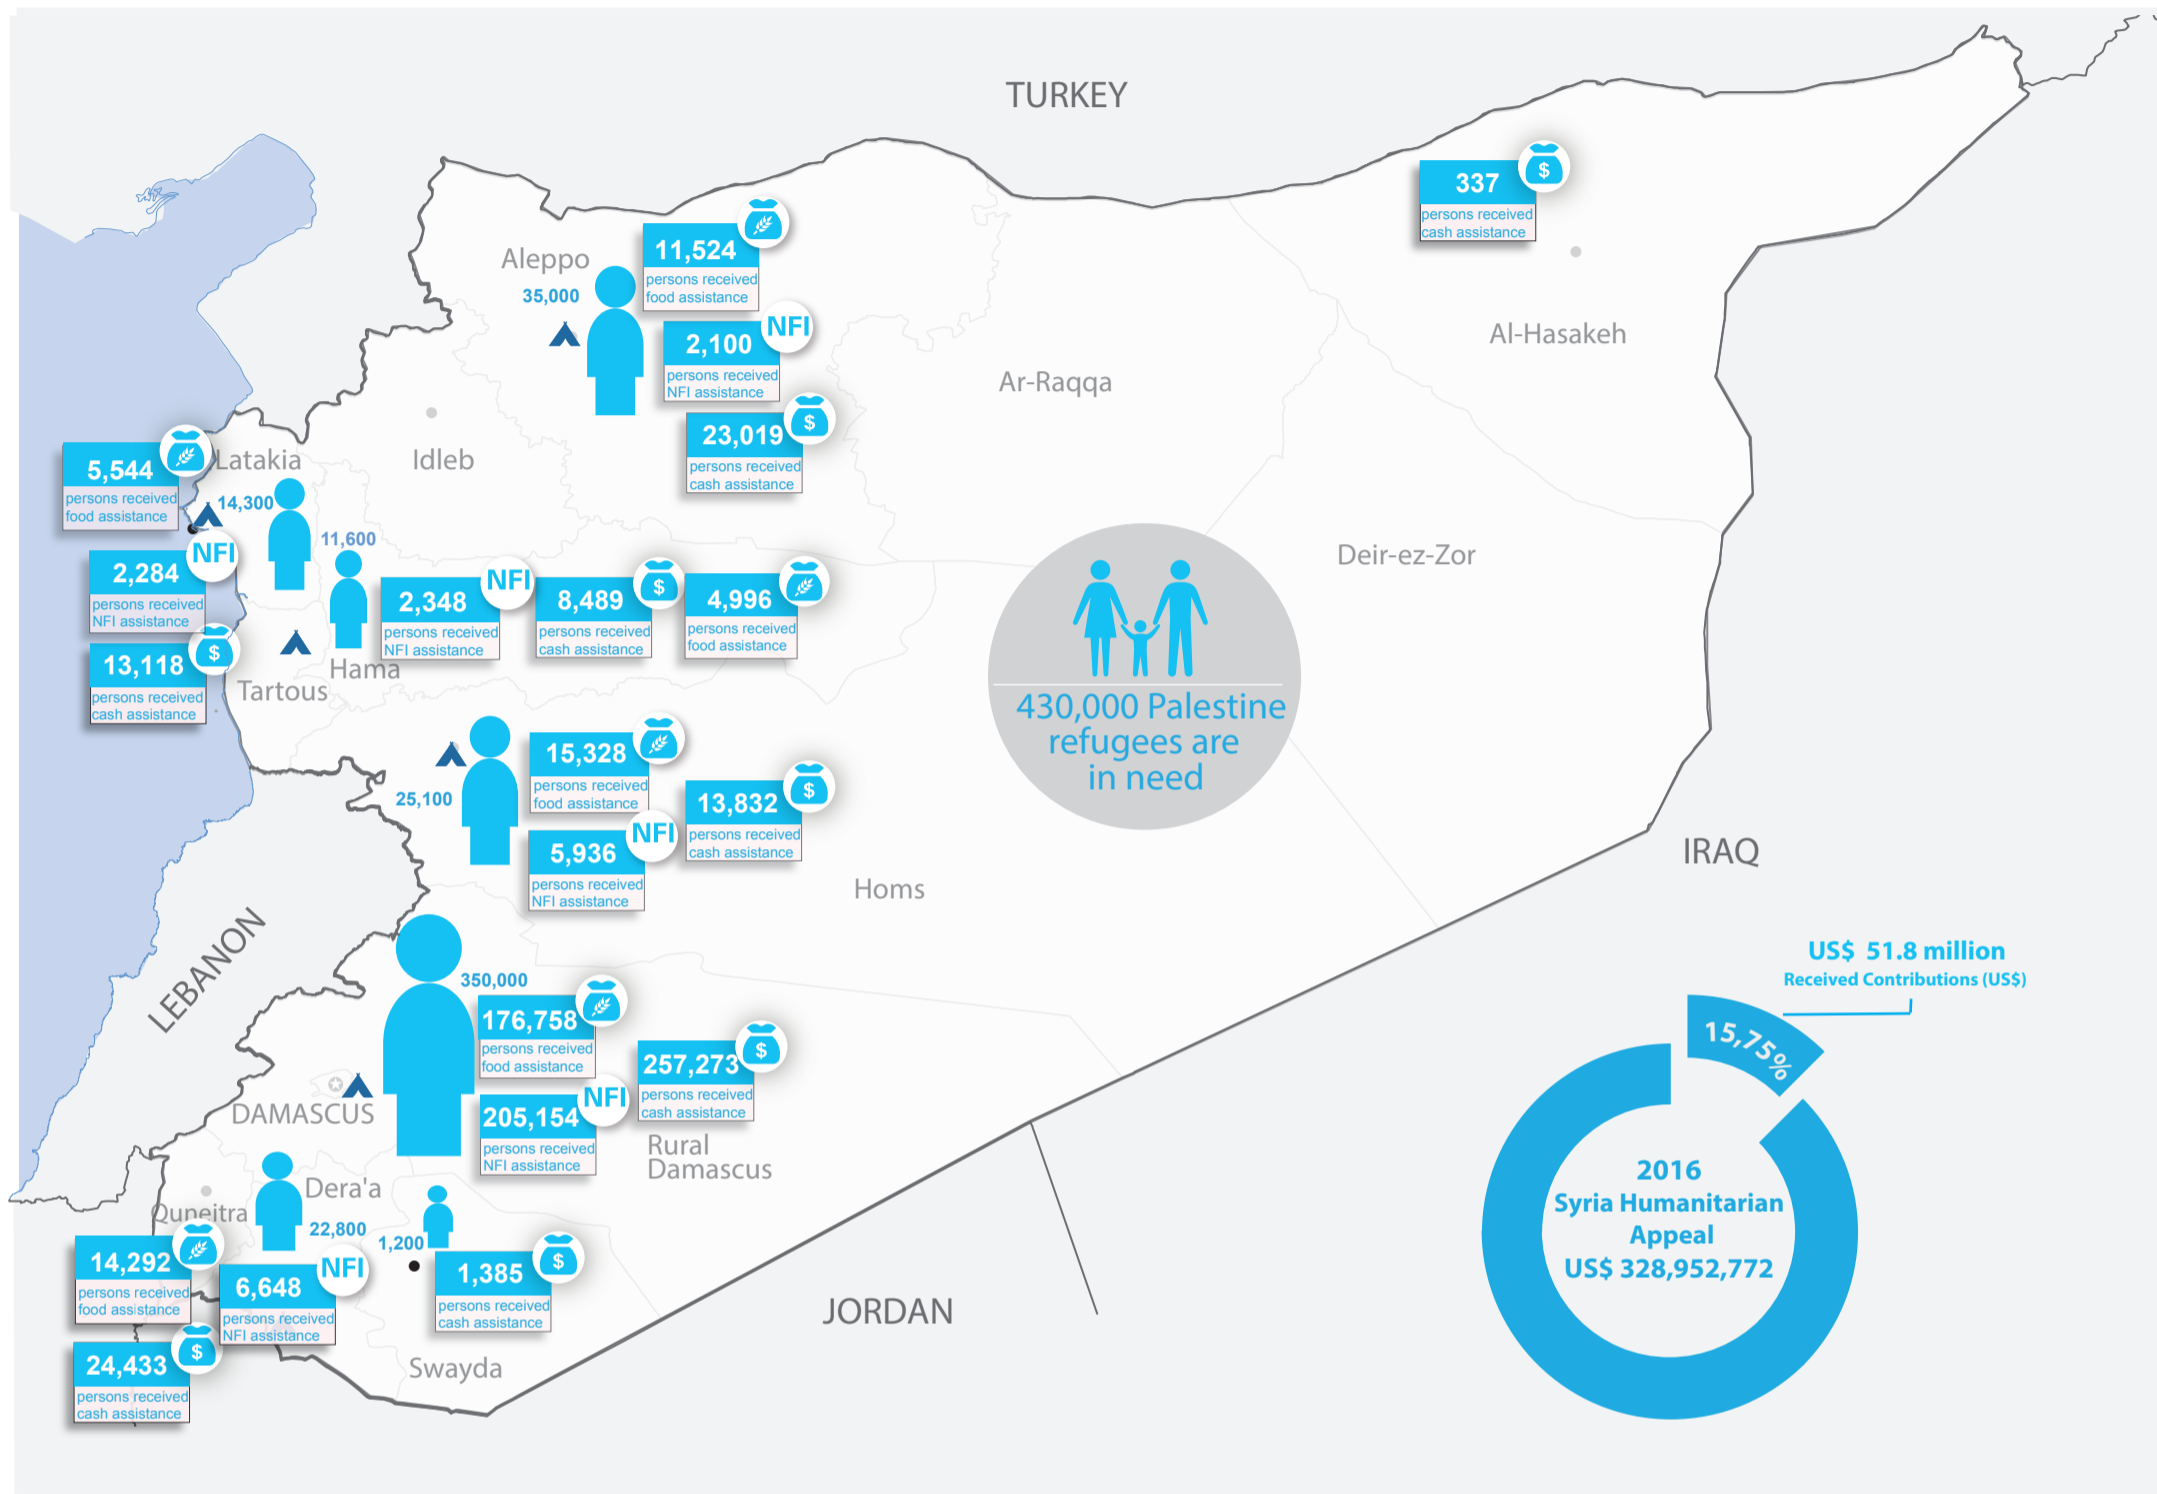 TURKEY
337
$
persons received
cash assistance
Al-Hasakeh
Aleppo
35,000
11,524
persons received
food assistance
NFI
2,100
persons received
NFI assistance
$
23,019
persons received
cash assistance
Ar-Raqqa
Idleb
Latakia
5,544
persons received
food assistance
14,300
NFI
2,284
persons received
NFI assistance
$
13,118
persons received
cash assistance
11,600
NFI
2,348
persons received
NFI assistance
$
8,489
persons received
cash assistance
4,996
persons received
food assistance
Hama
Tartous
Deir-ez-Zor
430,000 Palestine
refugees are
in need
25,100
15,328
persons received
food assistance
$
13,832
persons received
cash assistance
NFI
5,936
persons received
NFI assistance
Homs
IRAQ
LEBANON
350,000
176,758
persons received
food assistance
$
257,273
persons received
cash assistance
NFI
205,154
persons received
NFI assistance
Rural
Damascus
DAMASCUS
Dera'a
Quneitra
22,800
1,200
14,292
persons received
food assistance
NFI
6,648
persons received
NFI assistance
$
1,385
persons received
cash assistance
$
24,433
persons received
cash assistance
Swayda
JORDAN
US$ 51.8 million
Received Contributions (US$)
15,75%
2016
Syria Humanitarian
Appeal
US$ 328,952,772